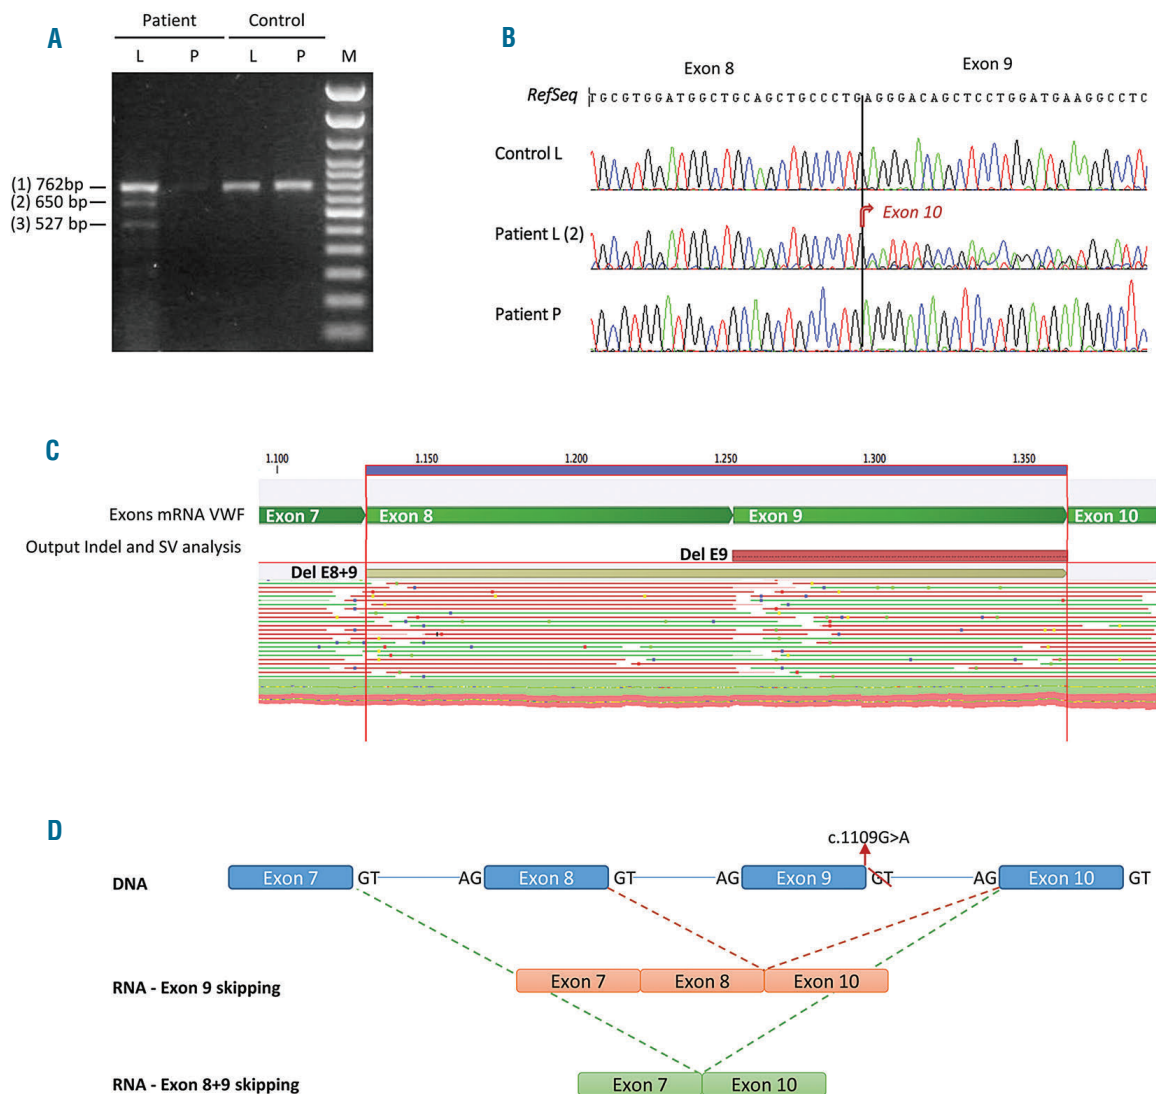 A
Patient Control
L P L P M
(1) 762bp
(2) 650 bp
(3) 527 bp
B
Exon 8 Exon 9
RefSeq TGCGTGGATGGCTGCAGCTGCCCTGAGGGACAGCTCCTGGATGAAGGCCTC
Control L
Exon 10
Patient L (2)
Patient P
C
1.100 1.150 1.200 1.250 1.300 1.350
Exons mRNA VWF Exon 7 Exon 8 Exon 9 Exon 10
Output Indel and SV analysis
Del E9
Del E8+9
D
c.1109G>A
DNA Exon 7 GT AG Exon 8 GT AG Exon 9 GT AG Exon 10 GT
RNA - Exon 9 skipping Exon 7 Exon 8 Exon 10
RNA - Exon 8+9 skipping Exon 7 Exon 10